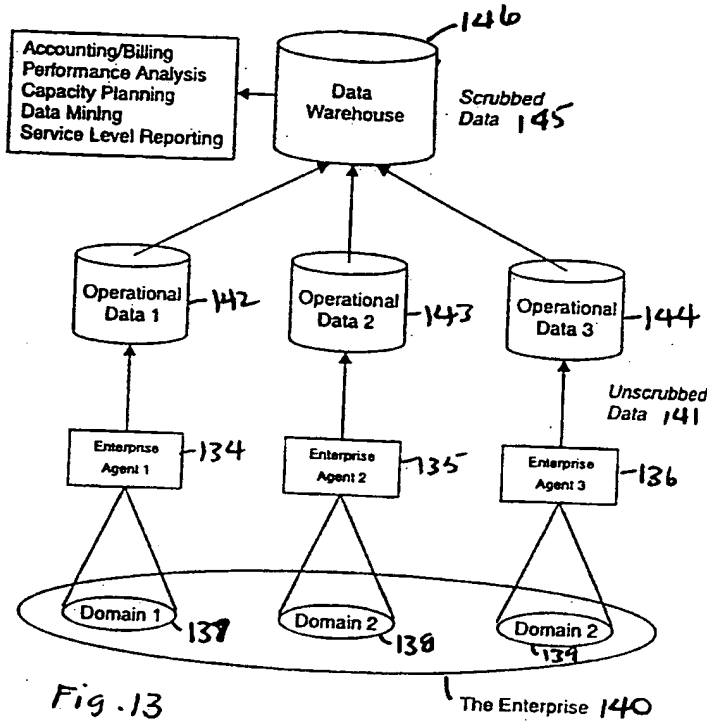 146
Accounting/Billing
Performance Analysis
Capacity Planning
Data Mining
Service Level Reporting
Data
Warehouse
Scrubbed
Data 145
Operational
Data 1
142
Operational
Data 2
143
Operational
Data 3
144
Unscrubbed
Data 141
Enterprise
Agent 1
134
Enterprise
Agent 2
135
Enterprise
Agent 3
136
Domain 1
Domain 2
138
Domain 2
139
Fig. 13
The Enterprise 140